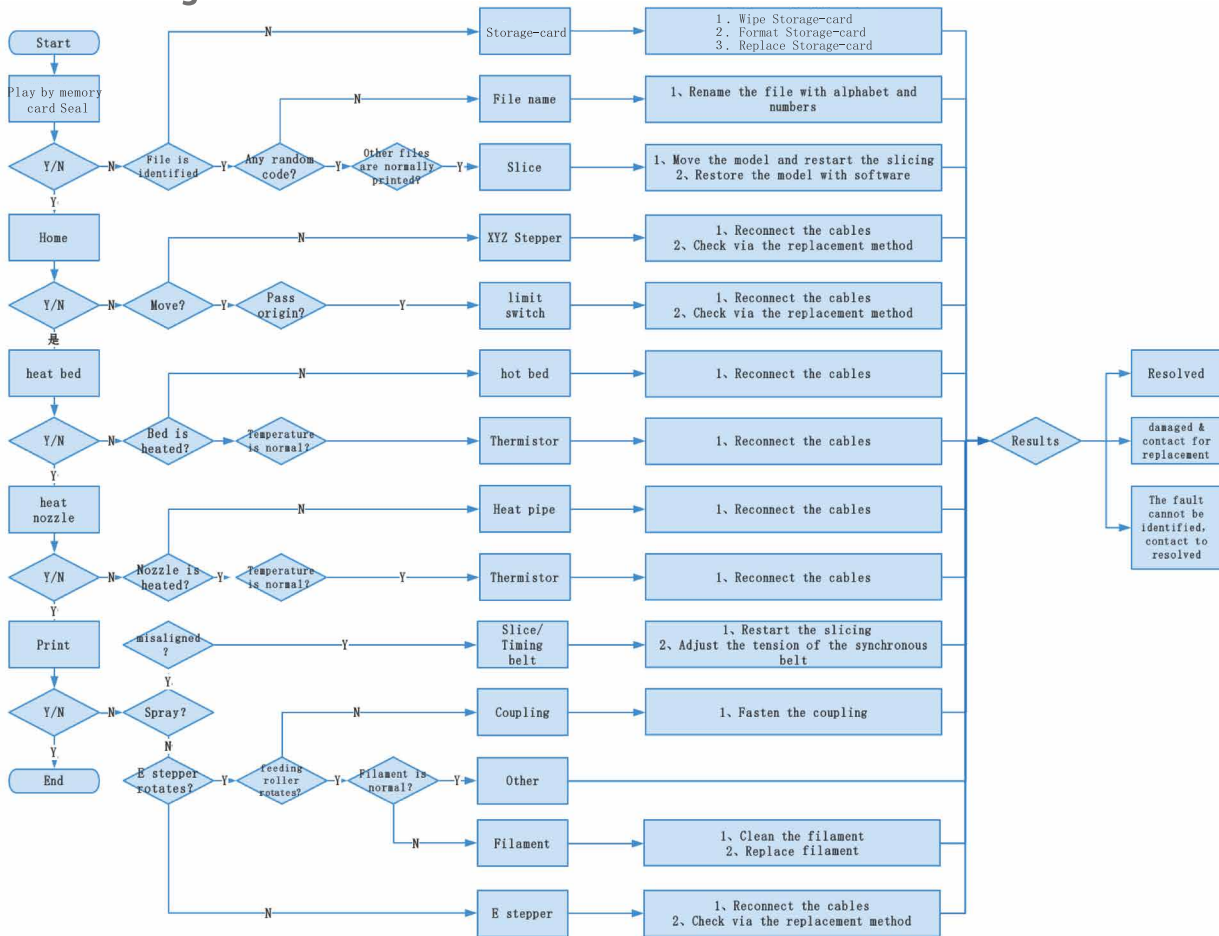 Start
Play by memory
card Seal
Y/N
N
File is
identified
N
Storage-card
1. Wipe Storage-card
2. Format Storage-card
3. Replace Storage-card
Y
Any random
code?
N
File name
1、Rename the file with alphabet and
numbers
Y
Other files
are normally
printed?
Y
Slice
1、Move the model and restart the slicing
2、Restore the model with software
Y
Home
Y/N
N
Move?
N
XYZ Stepper
1、Reconnect the cables
2、Check via the replacement method
Y
Pass
origin?
Y
limit
switch
1、Reconnect the cables
2、Check via the replacement method
是
heat bed
Y/N
N
Bed is
heated?
N
hot bed
1、Reconnect the cables
Temperature
is normal?
Thermistor
1、Reconnect the cables
Y
heat
nozzle
Y/N
N
Nozzle is
heated?
N
Heat pipe
1、Reconnect the cables
Y
Temperature
is normal?
Y
Thermistor
1、Reconnect the cables
Y
Print
Y/N
N
Spray?
Y
misaligned
?
Y
Slice/
Timing
belt
1、Restart the slicing
2、Adjust the tension of the synchronous
belt
N
E stepper
rotates?
Y
feeding
roller
rotates?
N
Coupling
1、Fasten the coupling
Y
Filament is
normal?
Y
Other
N
Filament
1、Clean the filament
2、Replace filament
N
E stepper
1、Reconnect the cables
2、Check via the replacement method
Y
End
Results
Resolved
damaged &
contact for
replacement
The fault
cannot be
identified,
contact to
resolved